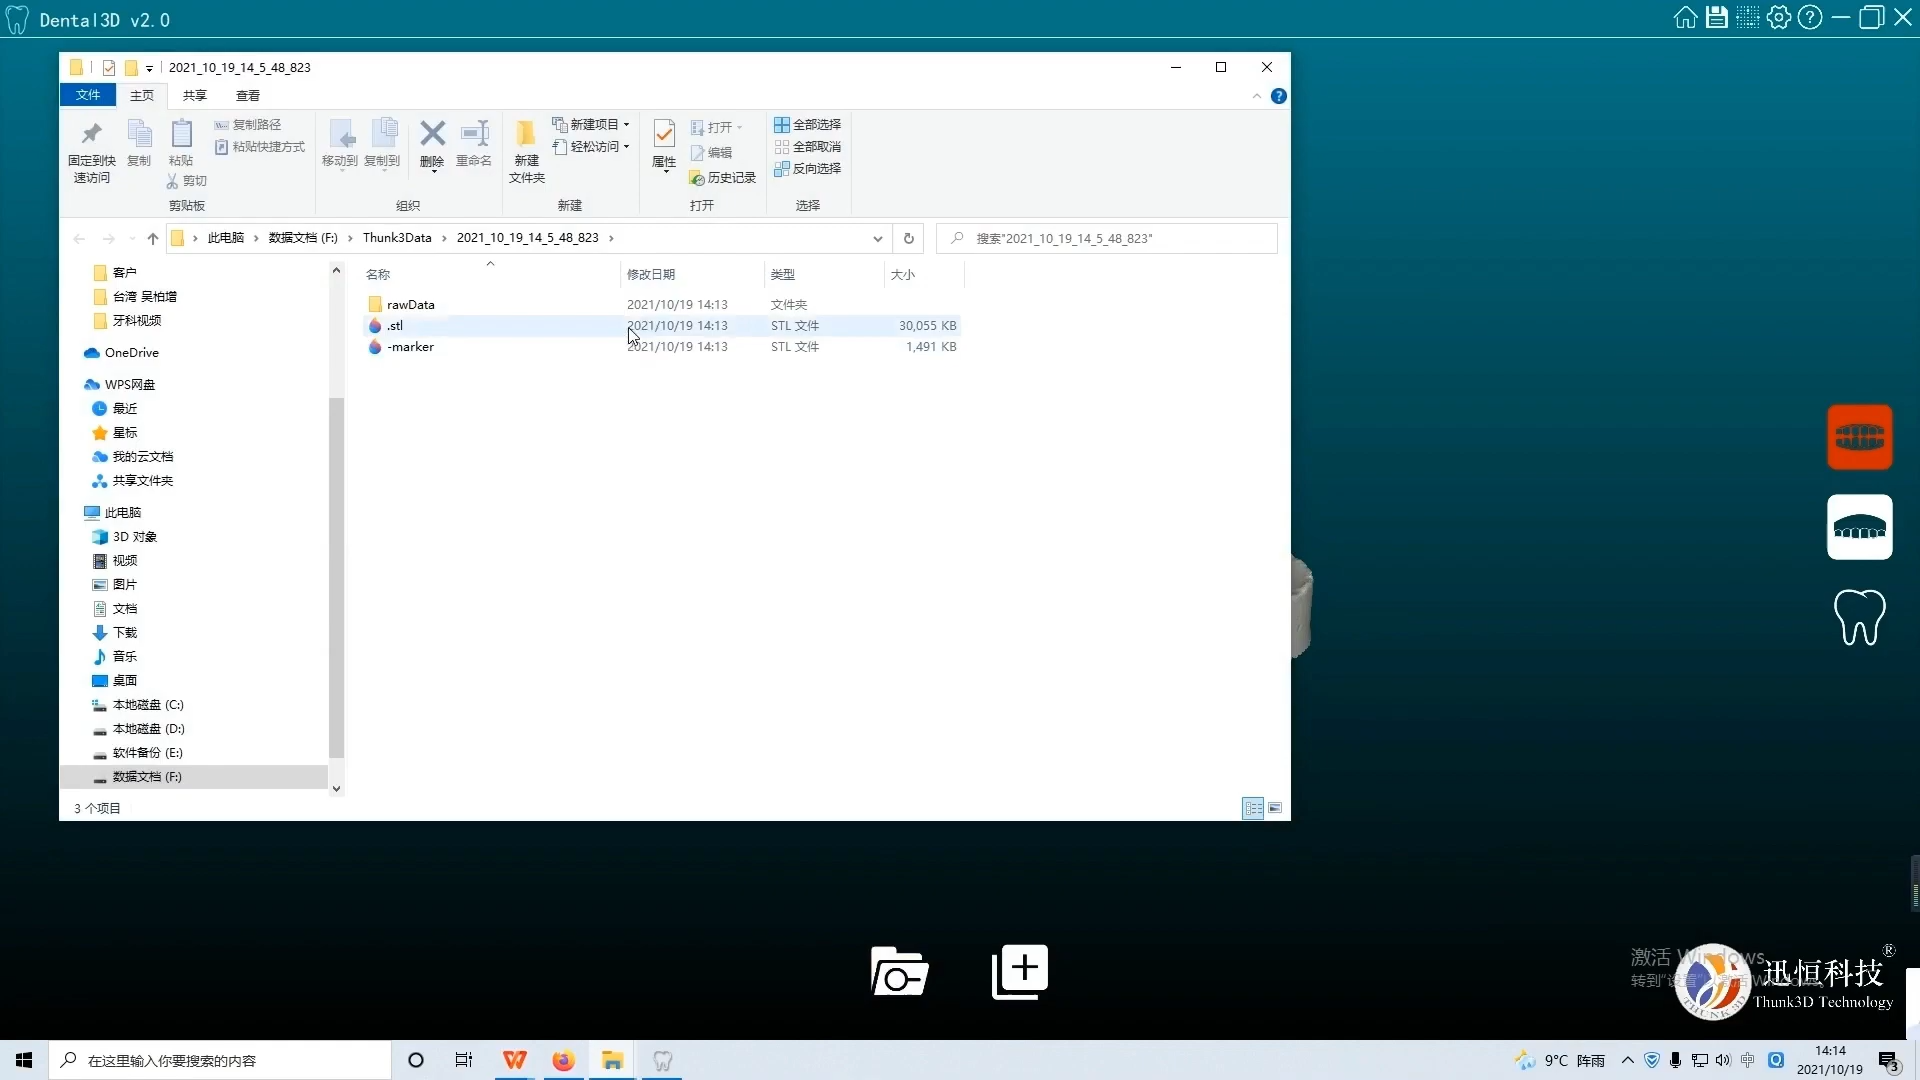 Dental3D v2.0
2021_10_19_14_5_48_823
文件 主页 共享 查看
固定到快速访问
复制
粘贴
复制路径
粘贴快捷方式
剪切
剪贴板
移动到
复制到
删除
重命名
组织
新建文件夹
新建项目
轻松访问
新建
属性
打开
编辑
历史记录
打开
全部选择
全部取消
反向选择
选择
此电脑 › 数据文档 (F:) › Thunk3Data › 2021_10_19_14_5_48_823 ›
搜索"2021_10_19_14_5_48_823"
客户
台湾 吴柏增
牙科视频
OneDrive
WPS网盘
最近
星标
我的云文档
共享文件夹
此电脑
3D 对象
视频
图片
文档
下载
音乐
桌面
本地磁盘 (C:)
本地磁盘 (D:)
软件备份 (E:)
数据文档 (F:)
名称 修改日期 类型 大小
rawData 2021/10/19 14:13 文件夹
.stl 2021/10/19 14:13 STL 文件 30,055 KB
-marker 2021/10/19 14:13 STL 文件 1,491 KB
3 个项目
激活 Windows
迅恒科技®
Thunk3D Technology
THUNK3D
在这里输入你要搜索的内容
9°C 阵雨
中
14:14
2021/10/19
3